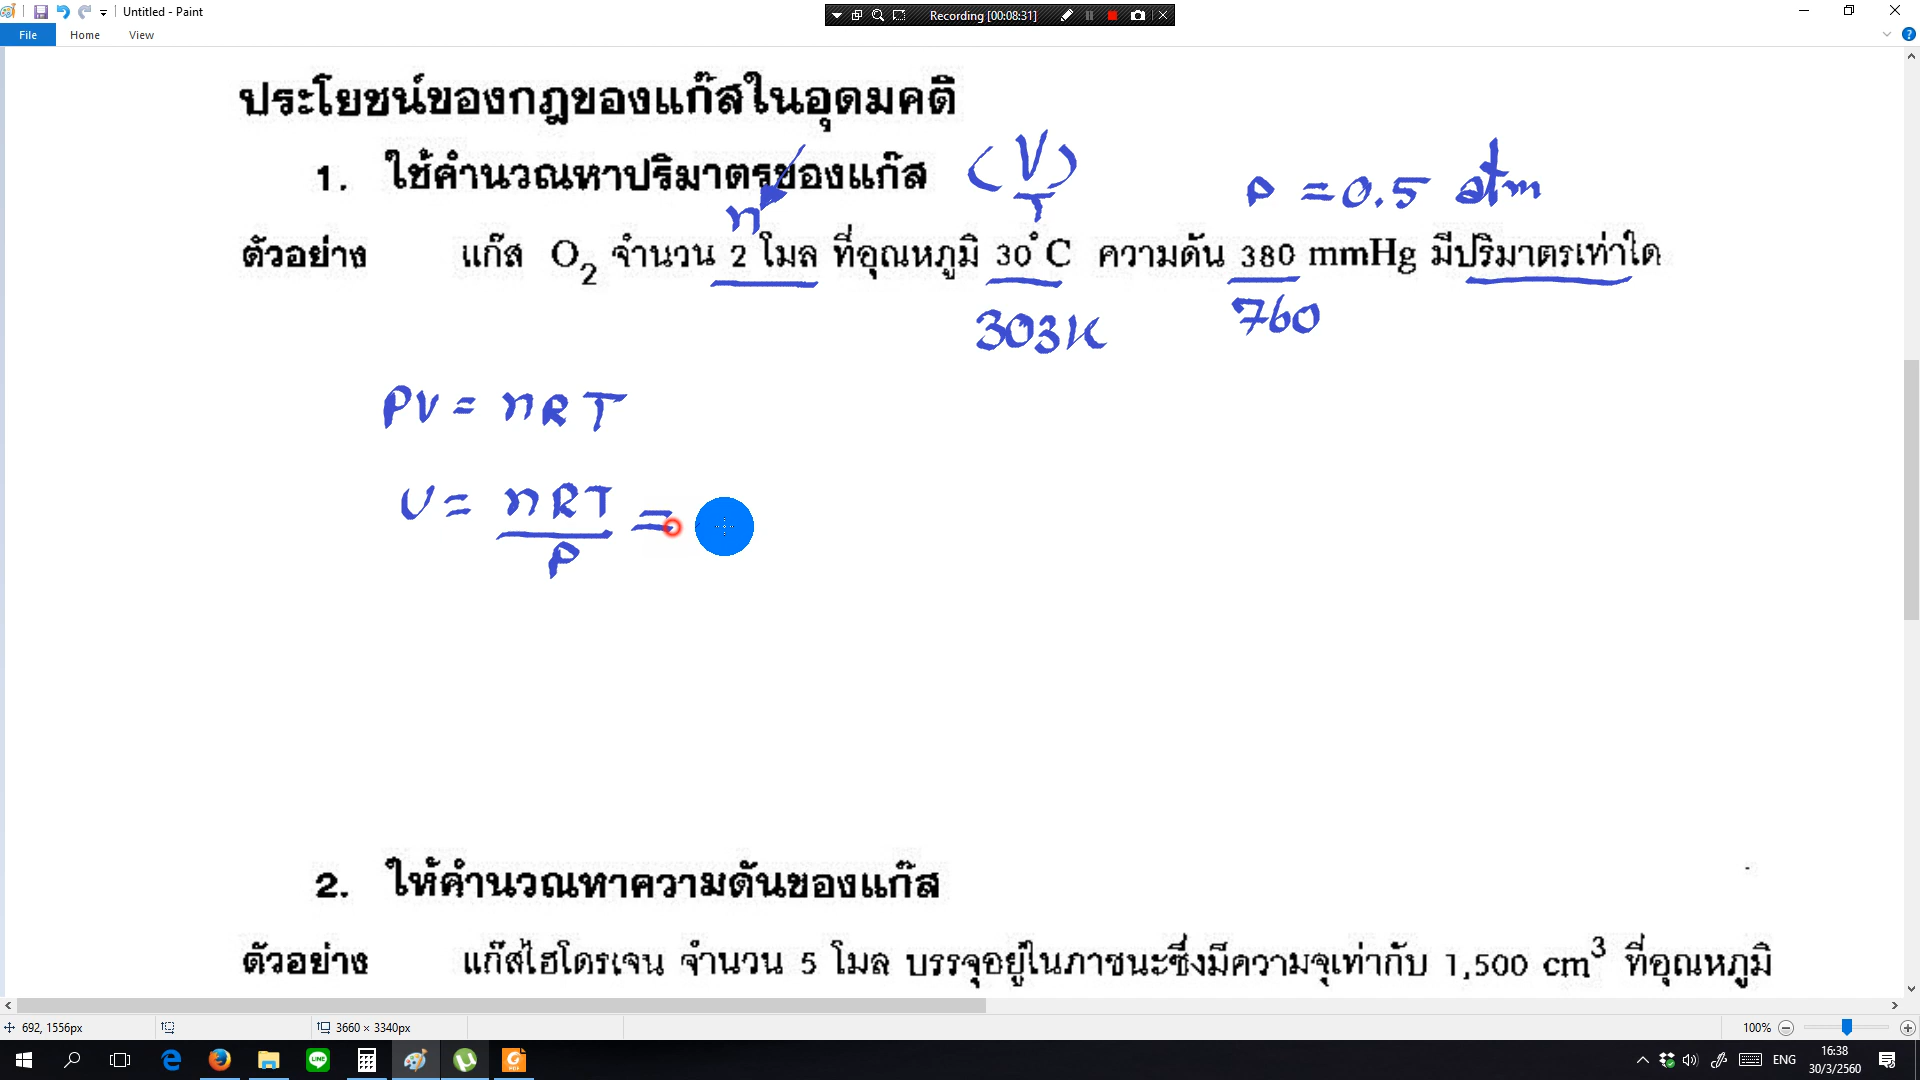 Untitled - Paint
Recording [00:08:31]
File Home View
ประโยชน์ของกฎของแก๊สในอุดมคติ
1. ใช้คำนวณหาปริมาตรของแก๊ส
(V/T)
P = 0.5 atm
n
ตัวอย่าง แก๊ส O₂ จำนวน 2 โมล ที่อุณหภูมิ 30°C ความดัน 380 mmHg มีปริมาตรเท่าใด
303K
760
PV = nRT
V = nRT
=
P
2. ให้คำนวณหาความดันของแก๊ส
ตัวอย่าง แก๊สไฮโดรเจน จำนวน 5 โมล บรรจุอยู่ในภาชนะซึ่งมีความจุเท่ากับ 1,500 cm³ ที่อุณหภูมิ
692, 1556px
3660 × 3340px
100%
LINE
ENG
16:38
30/3/2560